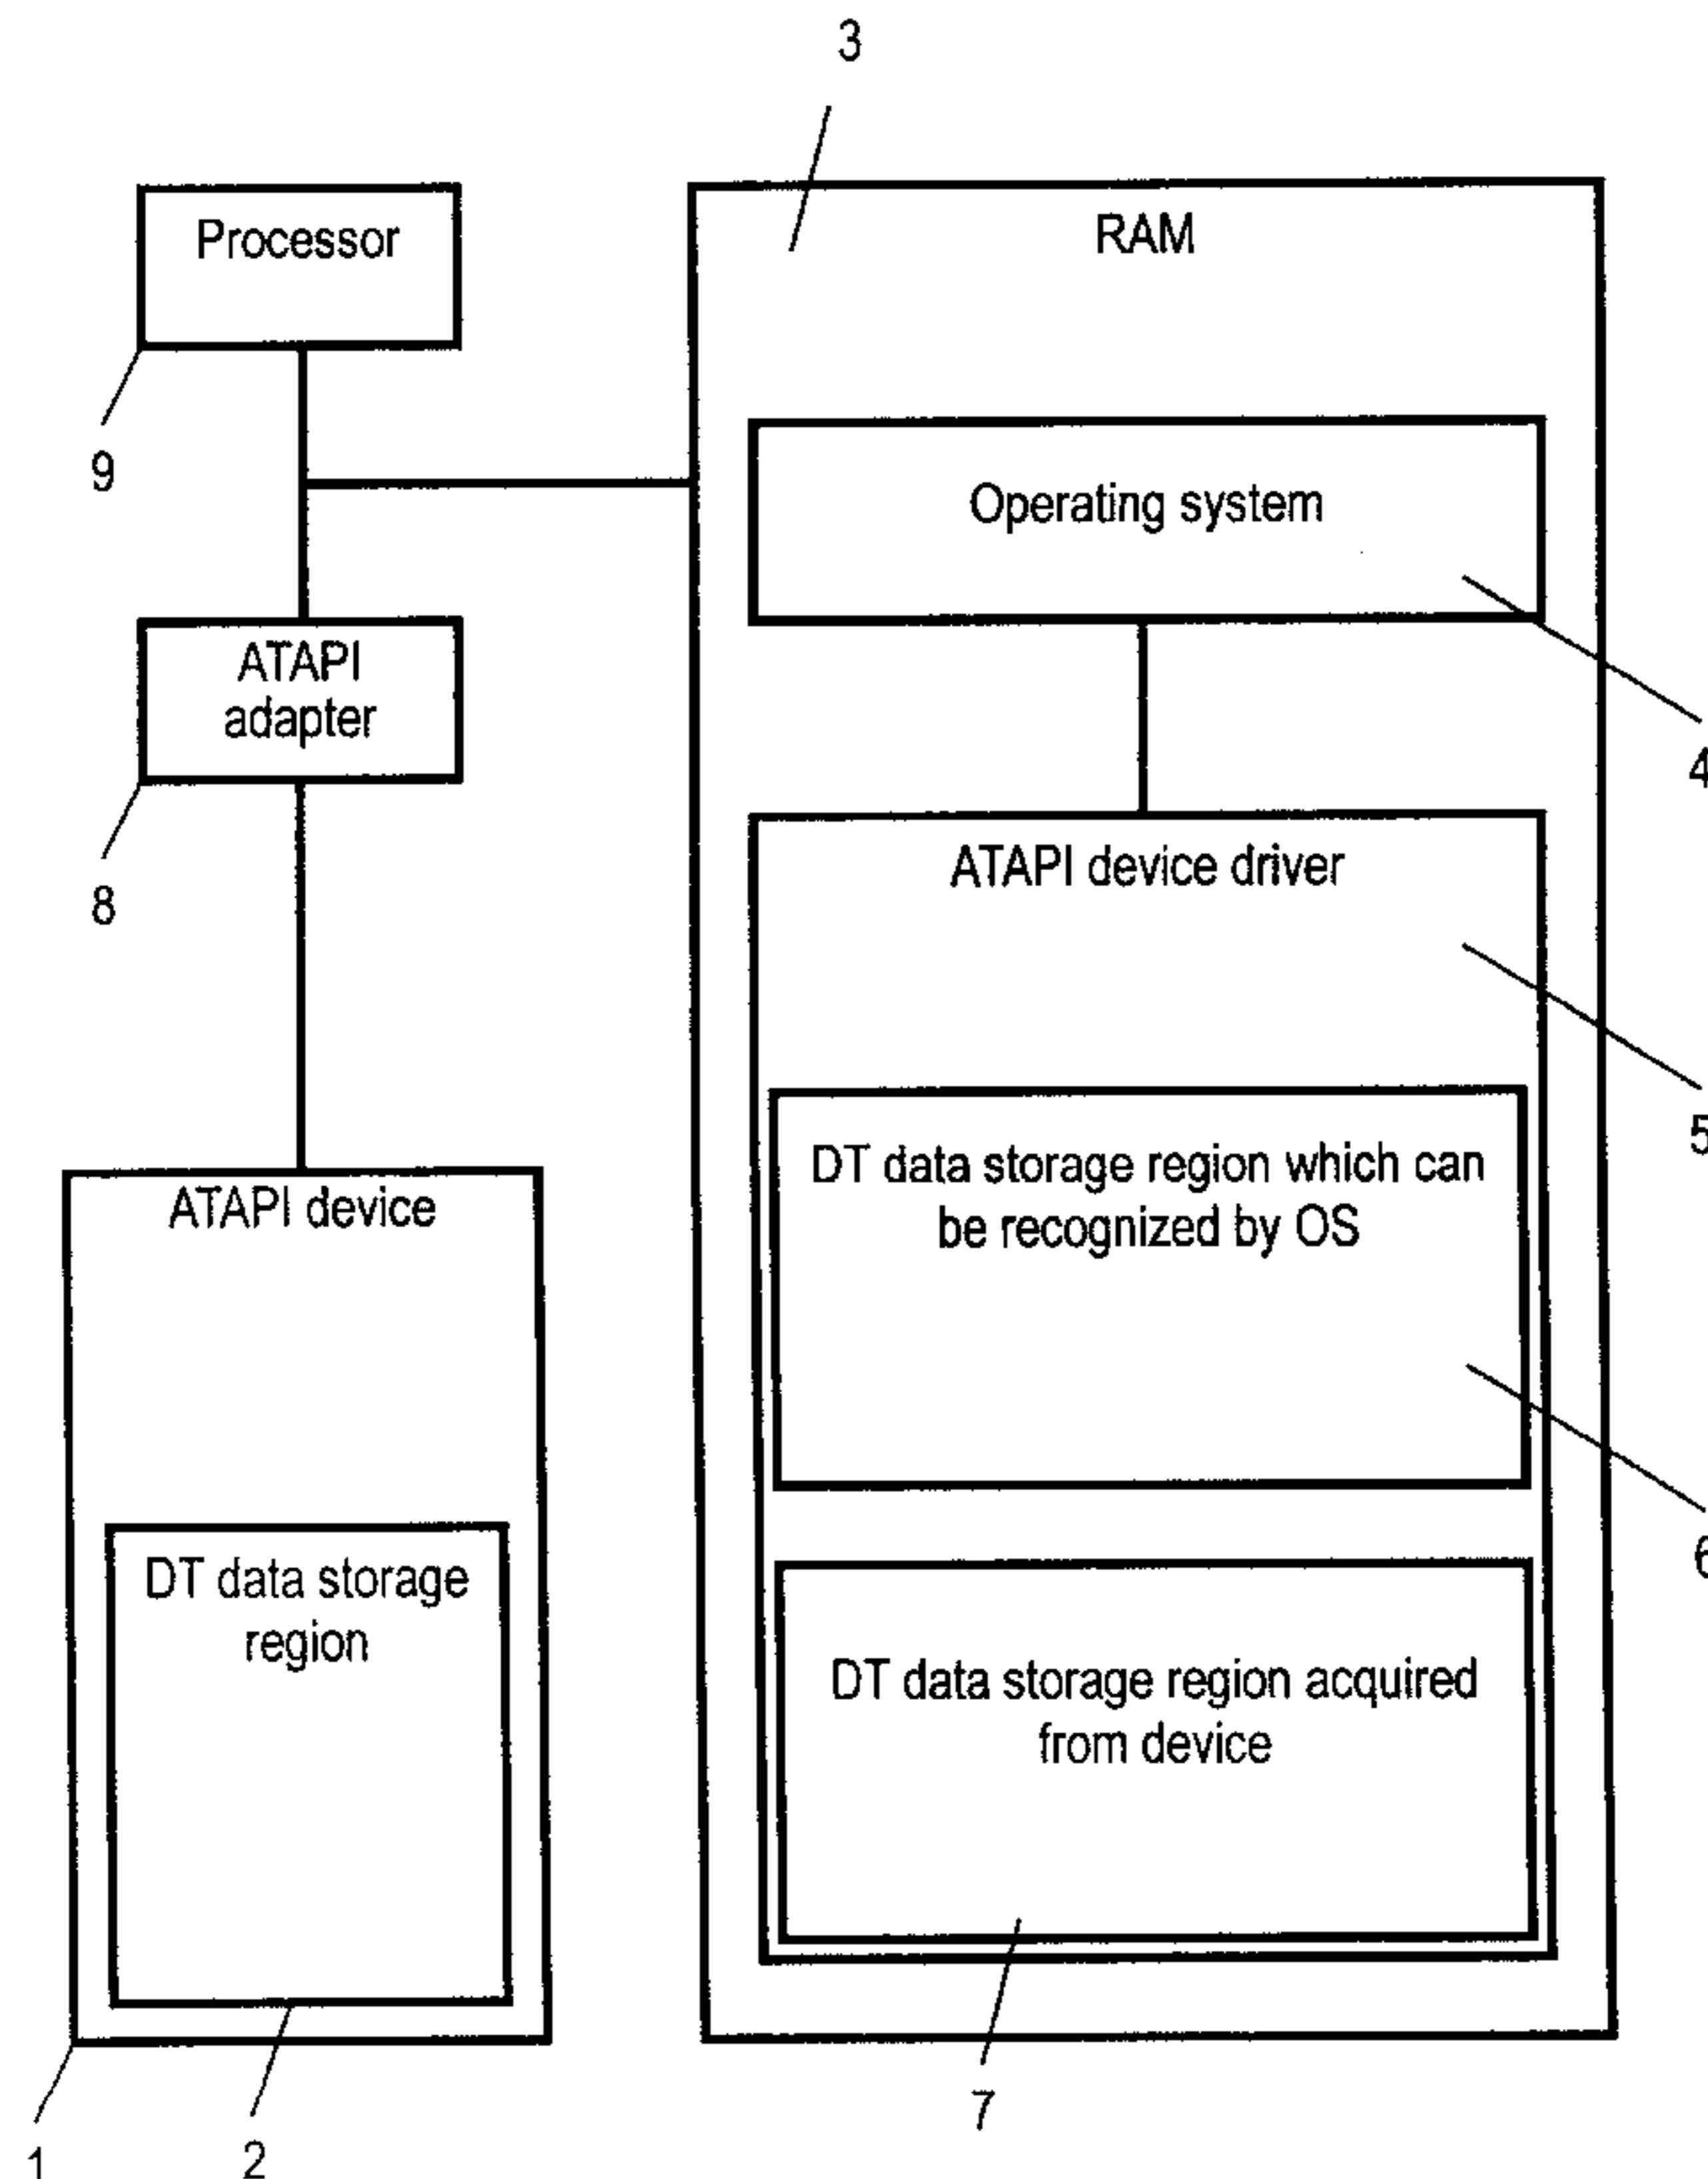 3
Processor
RAM
9
Operating system
ATAPI
adapter
4
ATAPI device driver
8
5
DT data storage region which can
be recognized by OS
ATAPI device
6
DT data storage
region
DT data storage region acquired
from device
7
1
2